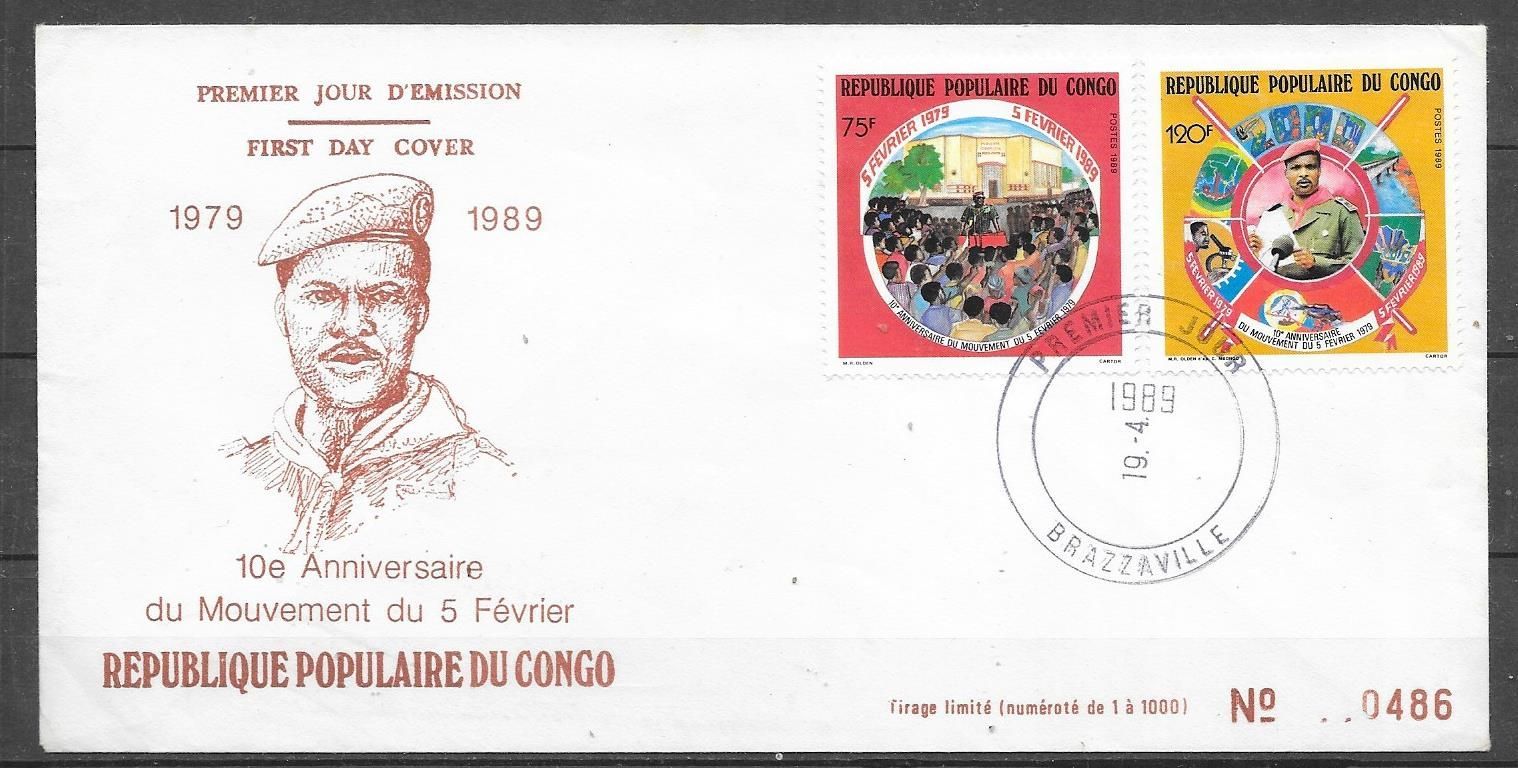 PREMIER JOUR D'EMISSION
FIRST DAY COVER
1979 1989
10e Anniversaire
du Mouvement du 5 Février
REPUBLIQUE POPULAIRE DU CONGO
REPUBLIQUE POPULAIRE DU CONGO
75F
POSTES 1989
5 FEVRIER 1979 5 FEVRIER 1989
10e ANNIVERSAIRE DU MOUVEMENT DU 5 FEVRIER 1979
M.R. OLDEN CARTOR
REPUBLIQUE POPULAIRE DU CONGO
120F
POSTES 1989
5 FEVRIER 1979 5 FEVRIER 1989
10e ANNIVERSAIRE
DU MOUVEMENT DU 5 FEVRIER 1979
M.R. OLDEN CARTOR
PREMIER JOUR
1989
19.-4.
BRAZZAVILLE
Tirage limité (numéroté de 1 à 1000) No ..0486